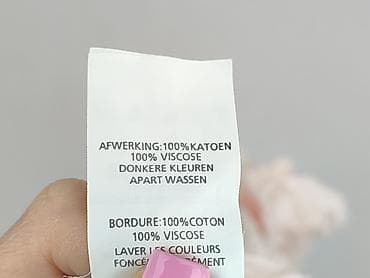 AFWERKING:100%KATOEN
100% VISCOSE
DONKERE KLEUREN
APART WASSEN
BORDURE:100%COTON
100% VISCOSE
LAVER LES COULEURS